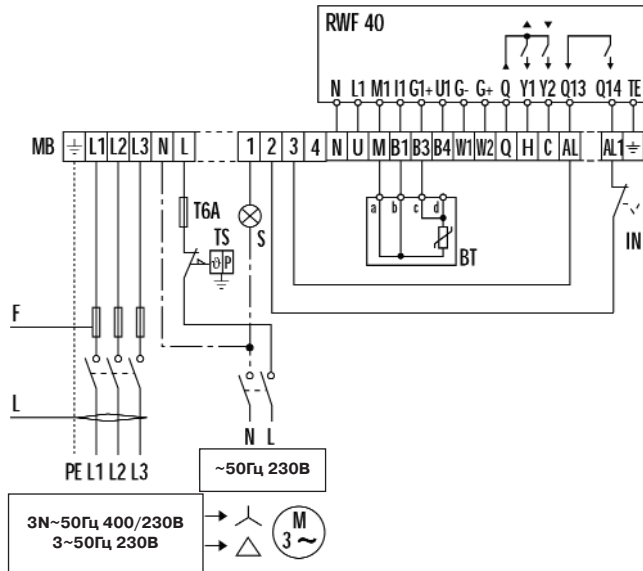 RWF 40
N L1 M1 I1 G1+ U1 G- G+ Q Y1 Y2 Q13 Q14 TE
MB L1 L2 L3 N L 1 2 3 4 N U M B1 B3 B4 W1 W2 Q H C AL AL1
a b c d
T6A
TS
S
ϑ P
BT
IN
F
L
N L
PE L1 L2 L3
~50Гц 230В
3N~50Гц 400/230В
3~50Гц 230В
M
3 ~